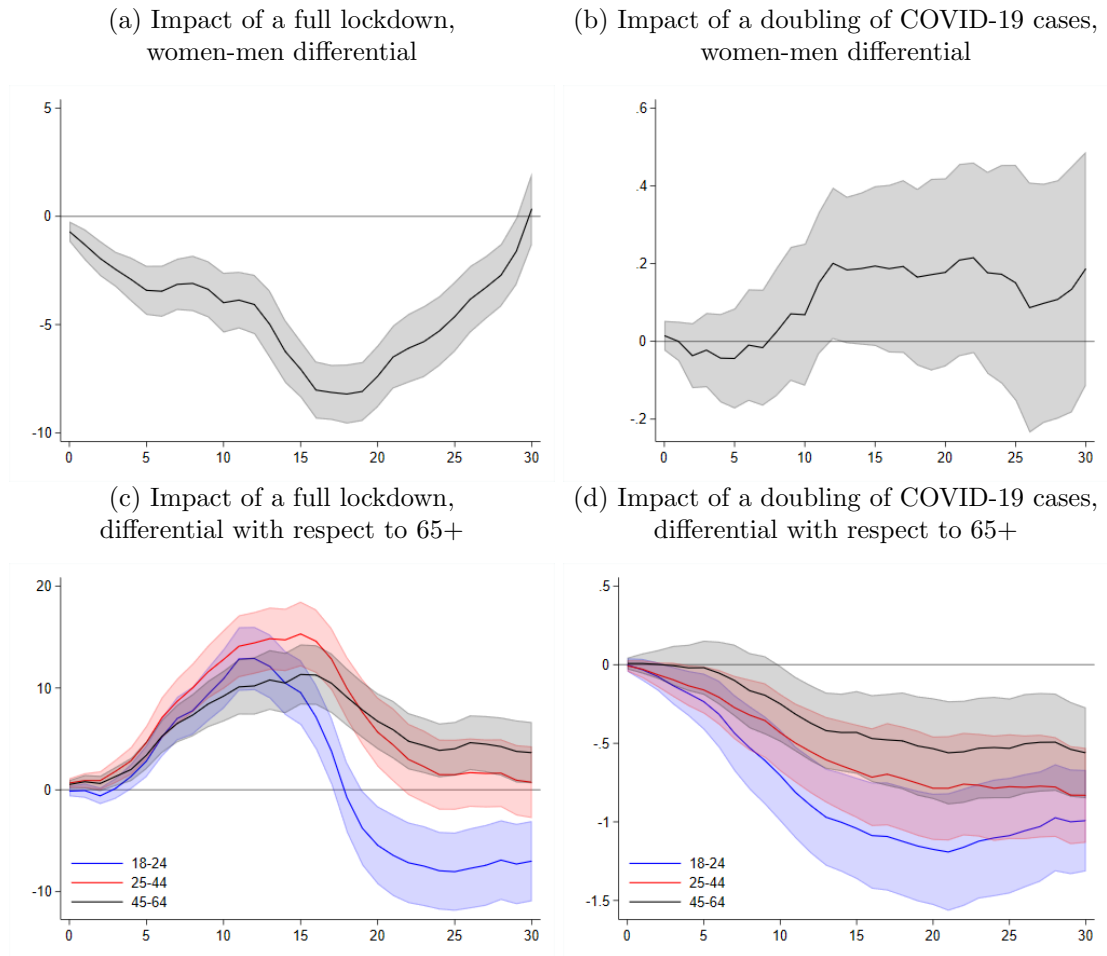 (a) Impact of a full lockdown,
women-men differential
5
0
-5
-10
0 5 10 15 20 25 30
(b) Impact of a doubling of COVID-19 cases,
women-men differential
.6
.4
.2
0
-.2
0 5 10 15 20 25 30
(c) Impact of a full lockdown,
differential with respect to 65+
20
10
0
-10
18-24
25-44
45-64
0 5 10 15 20 25 30
(d) Impact of a doubling of COVID-19 cases,
differential with respect to 65+
.5
0
-.5
-1
-1.5
18-24
25-44
45-64
0 5 10 15 20 25 30